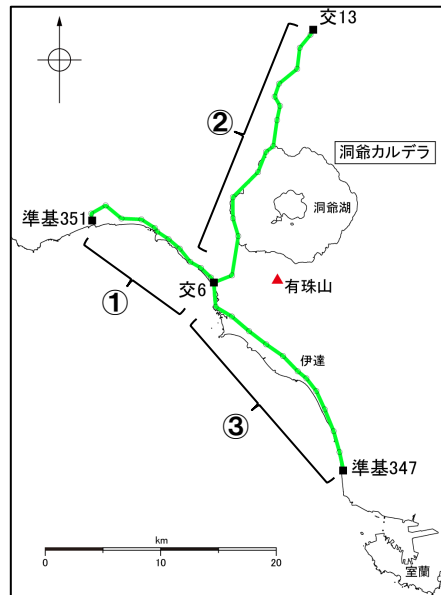 交13
②
洞爺カルデラ
洞爺湖
準基351
交6
有珠山
①
伊達
③
準基347
km
0 10 20
室蘭